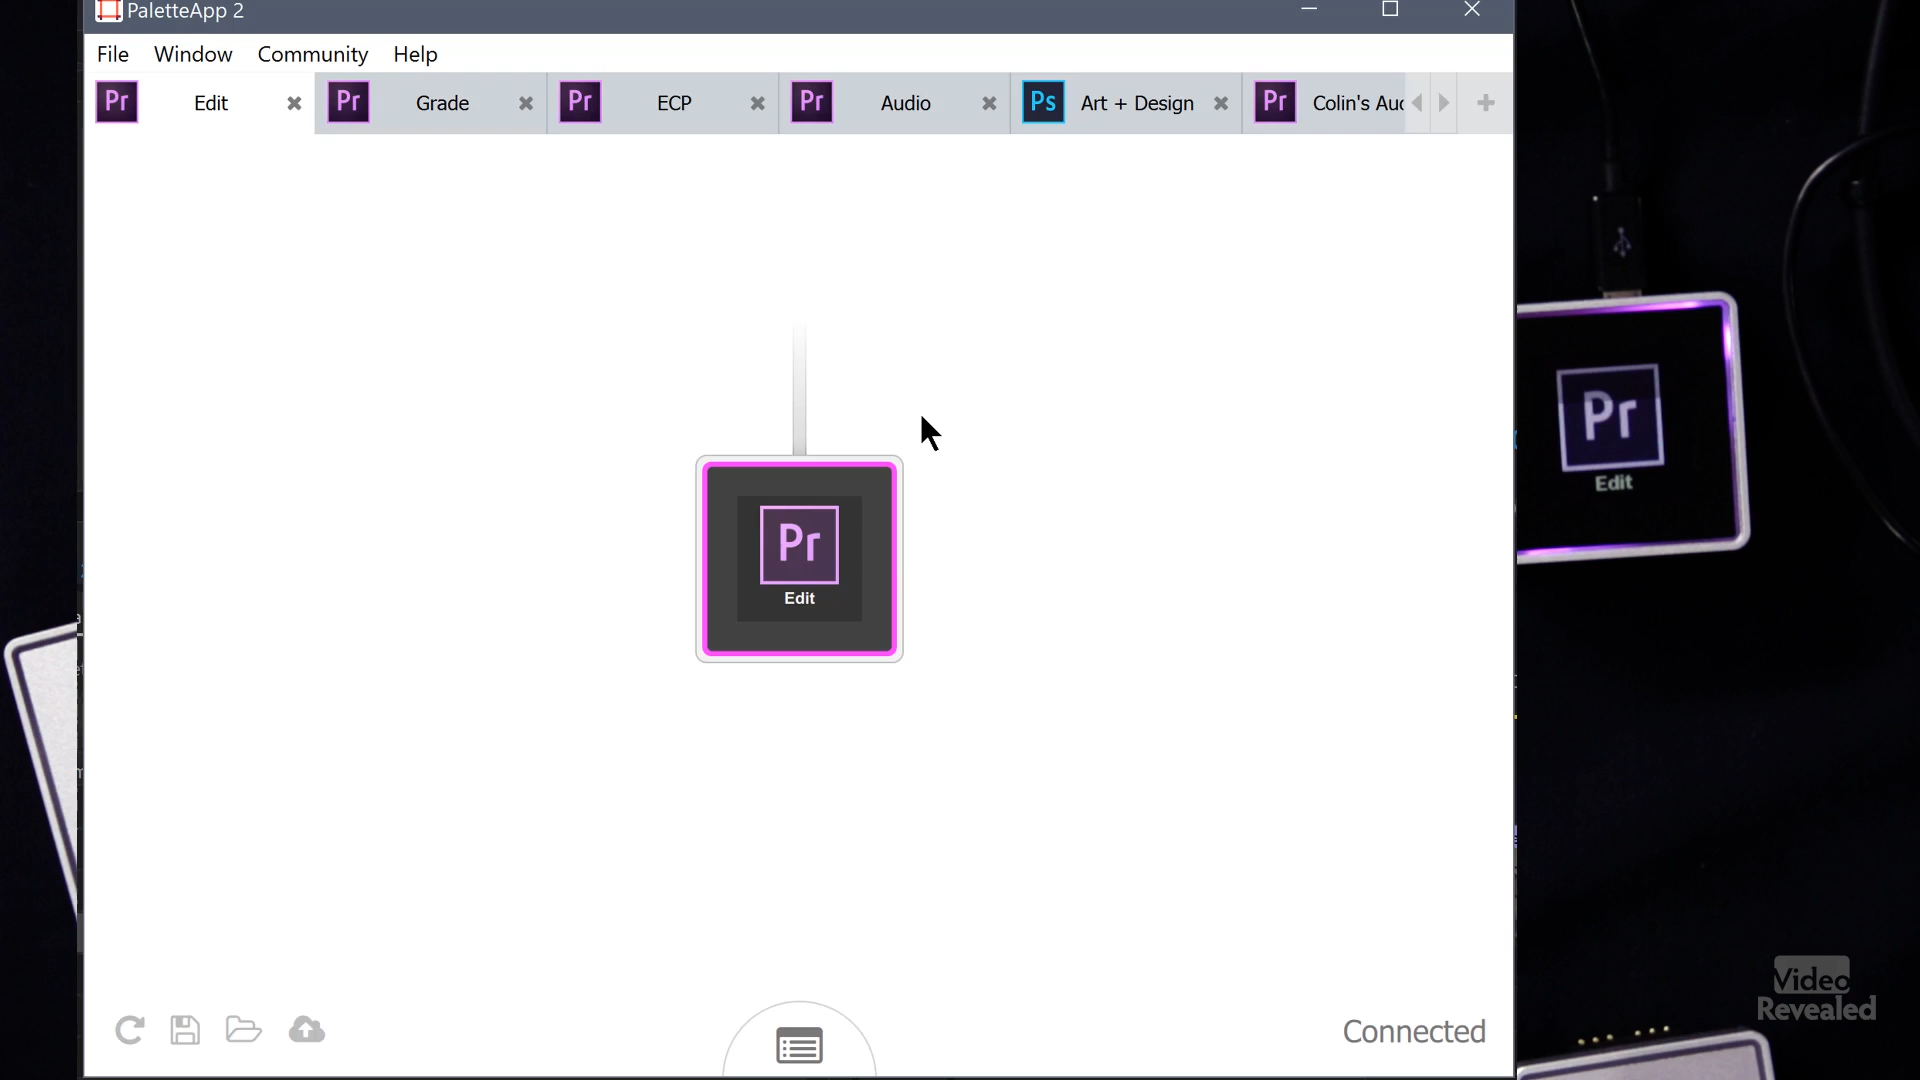 PaletteApp 2
File Window Community Help
Pr Edit Pr Grade Pr ECP Pr Audio Ps Art + Design Pr Colin's Auc
Pr
Edit
Pr
Edit
Connected
Video
Revealed